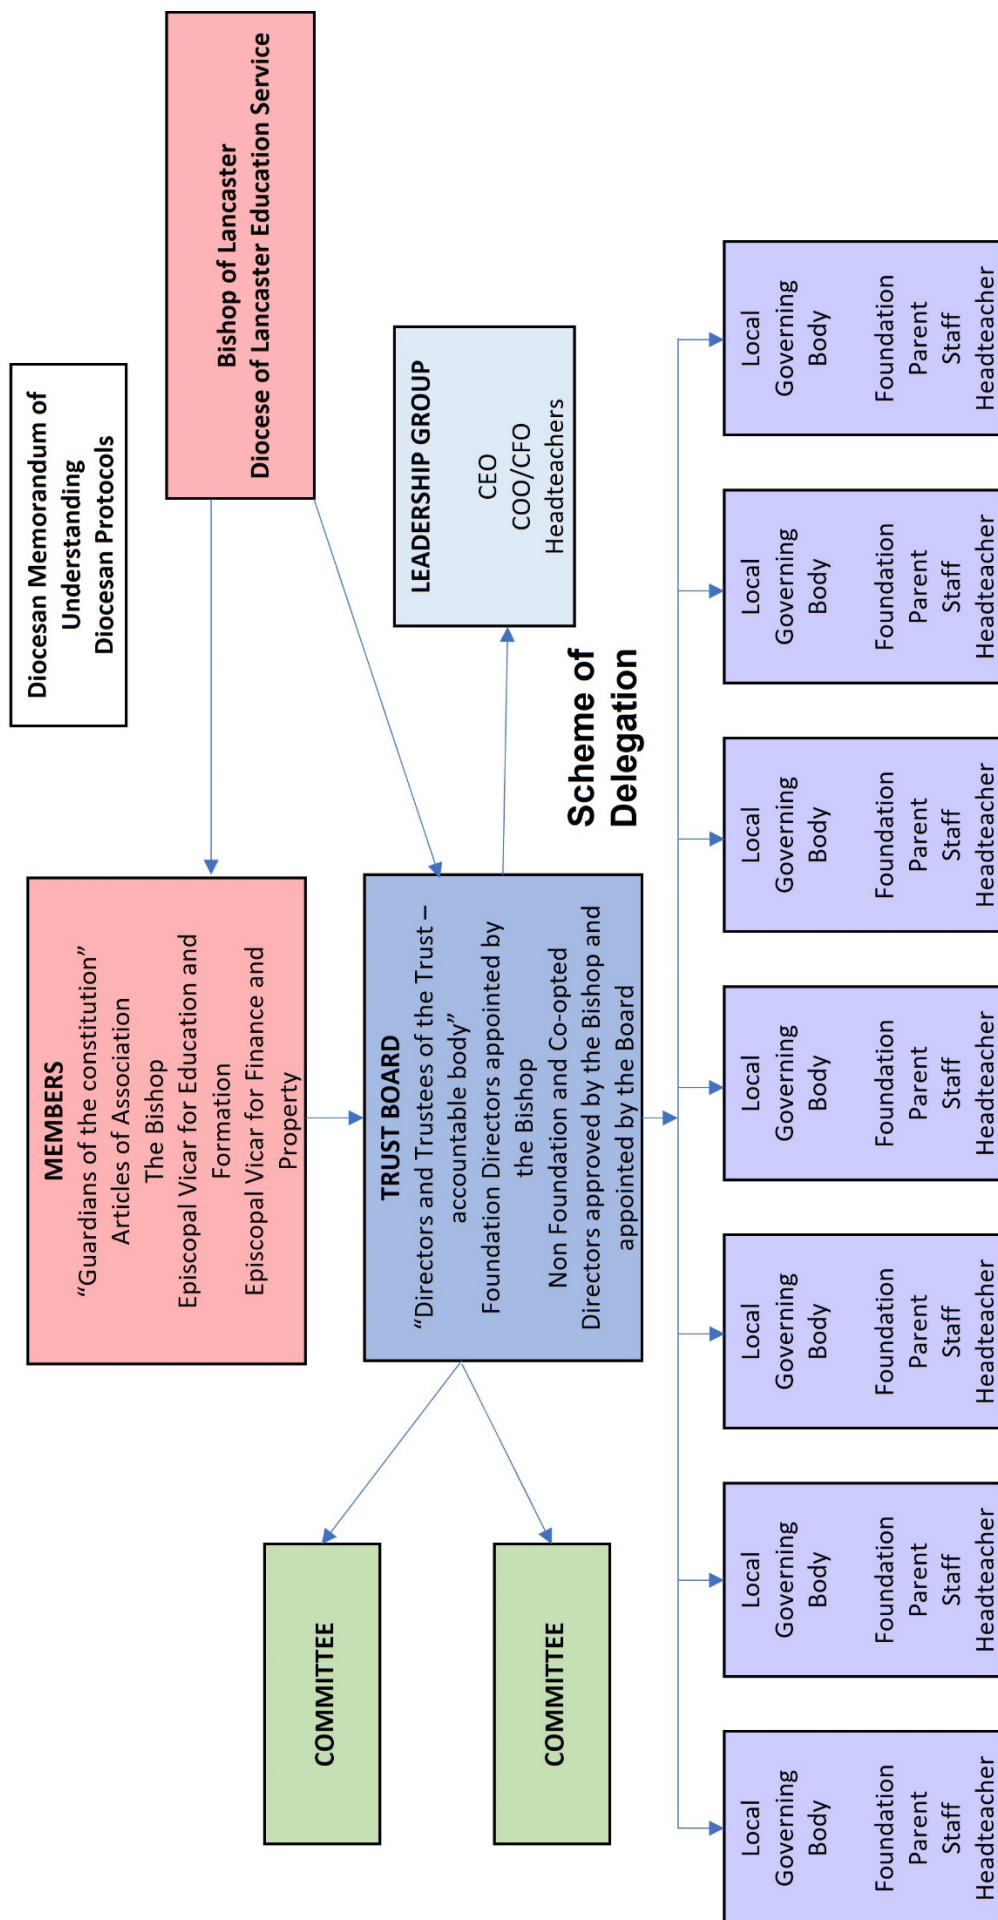 Diocesan Memorandum of
Understanding
Diocesan Protocols
Bishop of Lancaster
Diocese of Lancaster Education Service
MEMBERS
“Guardians of the constitution”
Articles of Association
The Bishop
Episcopal Vicar for Education and
Formation
Episcopal Vicar for Finance and
Property
COMMITTEE
COMMITTEE
TRUST BOARD
“Directors and Trustees of the Trust –
accountable body”
Foundation Directors appointed by
the Bishop
Non Foundation and Co-opted
Directors approved by the Bishop and
appointed by the Board
LEADERSHIP GROUP
CEO
COO/CFO
Headteachers
Scheme of
Delegation
Local
Governing
Body
Foundation
Parent
Staff
Headteacher
Local
Governing
Body
Foundation
Parent
Staff
Headteacher
Local
Governing
Body
Foundation
Parent
Staff
Headteacher
Local
Governing
Body
Foundation
Parent
Staff
Headteacher
Local
Governing
Body
Foundation
Parent
Staff
Headteacher
Local
Governing
Body
Foundation
Parent
Staff
Headteacher
Local
Governing
Body
Foundation
Parent
Staff
Headteacher